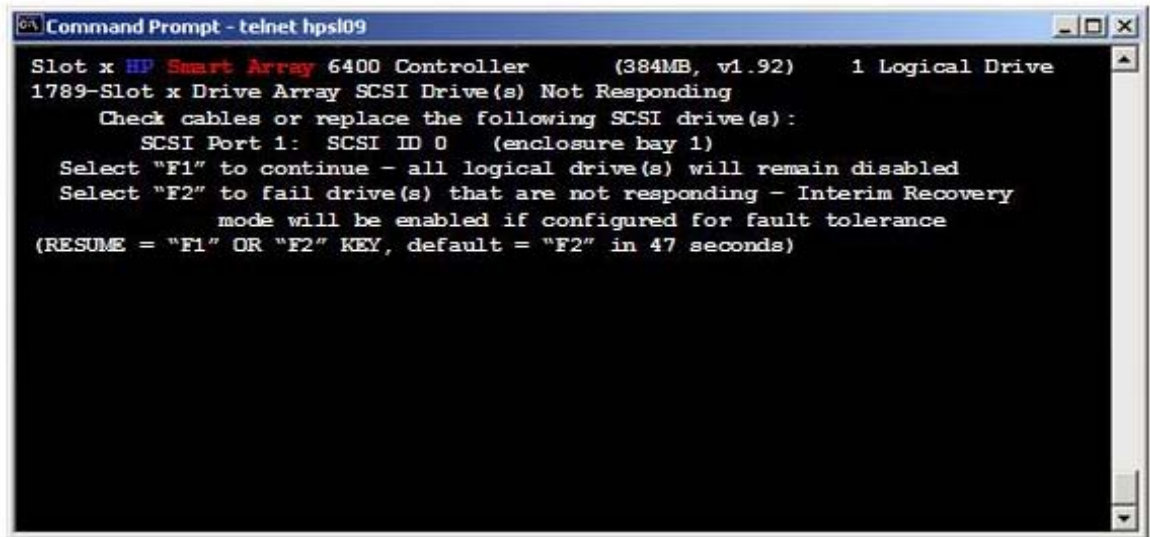 Command Prompt - telnet hpsl09
Slot x HP Smart Array 6400 Controller (384MB, v1.92) 1 Logical Drive
1789-Slot x Drive Array SCSI Drive(s) Not Responding
Check cables or replace the following SCSI drive(s):
SCSI Port 1: SCSI ID 0 (enclosure bay 1)
Select “F1” to continue – all logical drive(s) will remain disabled
Select “F2” to fail drive(s) that are not responding – Interim Recovery
mode will be enabled if configured for fault tolerance
(RESUME = “F1” OR “F2” KEY, default = “F2” in 47 seconds)